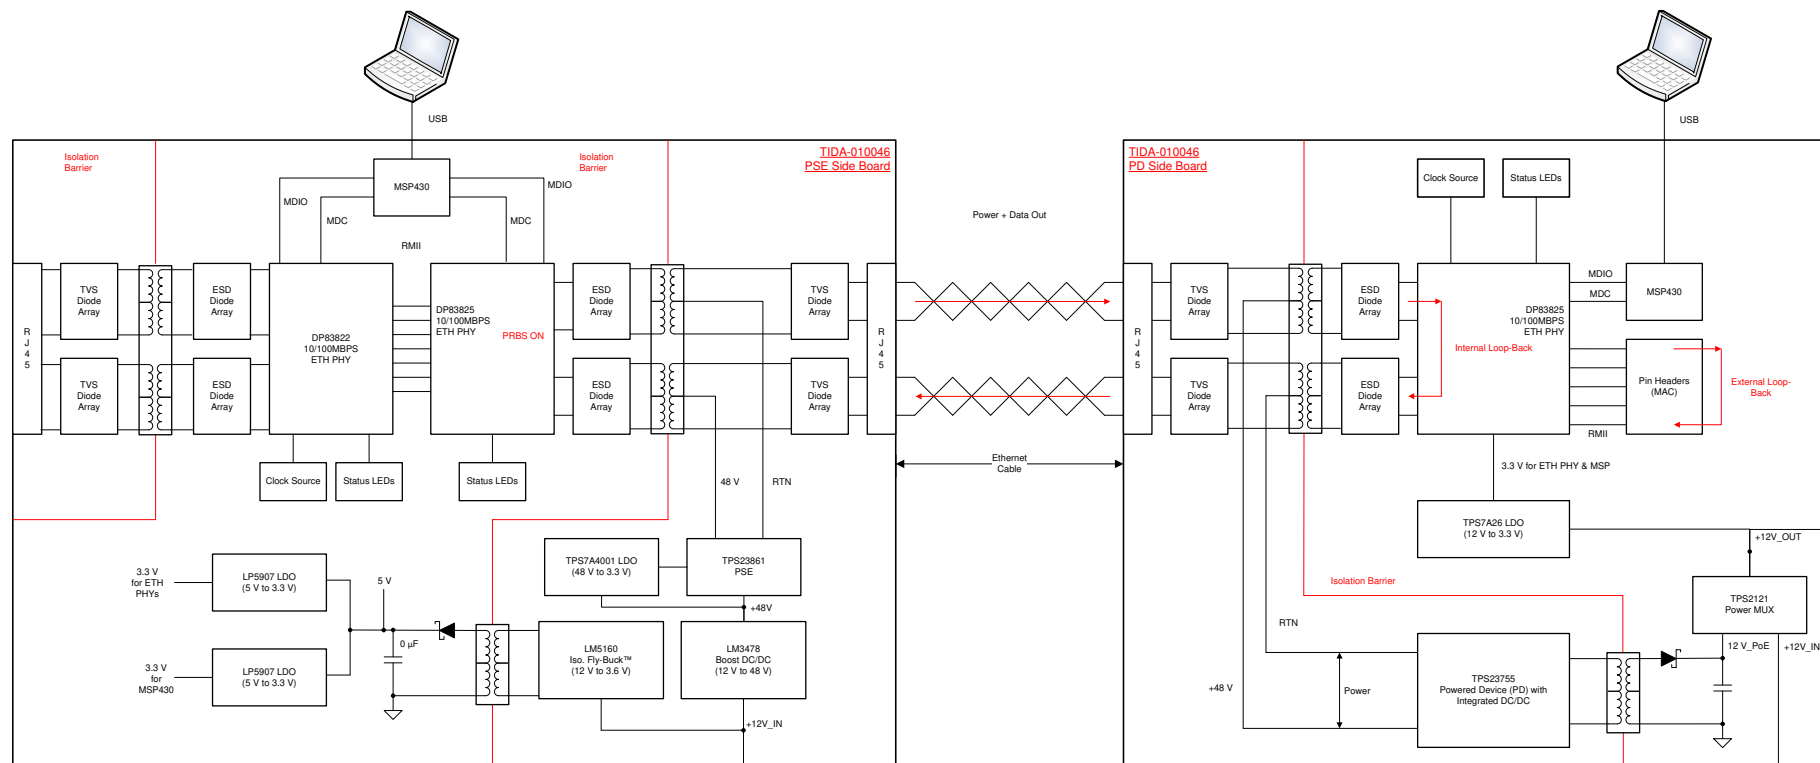 USB
USB
Isolation
Barrier
Isolation
Barrier
TIDA-010046
PSE Side Board
TIDA-010046
PD Side Board
MSP430
MDIO
MDIO
MDC
MDC
RMII
Clock Source
Status LEDs
Power + Data Out
R
J
4
5
TVS
Diode
Array
ESD
Diode
Array
DP83822
10/100MBPS
ETH PHY
DP83825
10/100MBPS
ETH PHY
PRBS ON
ESD
Diode
Array
TVS
Diode
Array
R
J
4
5
R
J
4
5
TVS
Diode
Array
ESD
Diode
Array
DP83825
10/100MBPS
ETH PHY
Internal Loop-Back
MDIO
MDC
MSP430
TVS
Diode
Array
ESD
Diode
Array
ESD
Diode
Array
TVS
Diode
Array
TVS
Diode
Array
ESD
Diode
Array
Pin Headers
(MAC)
External Loop-
Back
RMII
Clock Source
Status LEDs
Status LEDs
48 V
RTN
Ethernet
Cable
3.3 V for ETH PHY & MSP
TPS7A26 LDO
(12 V to 3.3 V)
+12V_OUT
3.3 V
for ETH
PHYs
LP5907 LDO
(5 V to 3.3 V)
5 V
TPS7A4001 LDO
(48 V to 3.3 V)
TPS23861
PSE
+48V
Isolation Barrier
TPS2121
Power MUX
RTN
0 µF
LM5160
Iso. Fly-Buck™
(12 V to 3.6 V)
LM3478
Boost DC/DC
(12 V to 48 V)
12 V_PoE
+12V_IN
3.3 V
for
MSP430
LP5907 LDO
(5 V to 3.3 V)
+48 V
Power
TPS23755
Powered Device (PD) with
Integrated DC/DC
+12V_IN